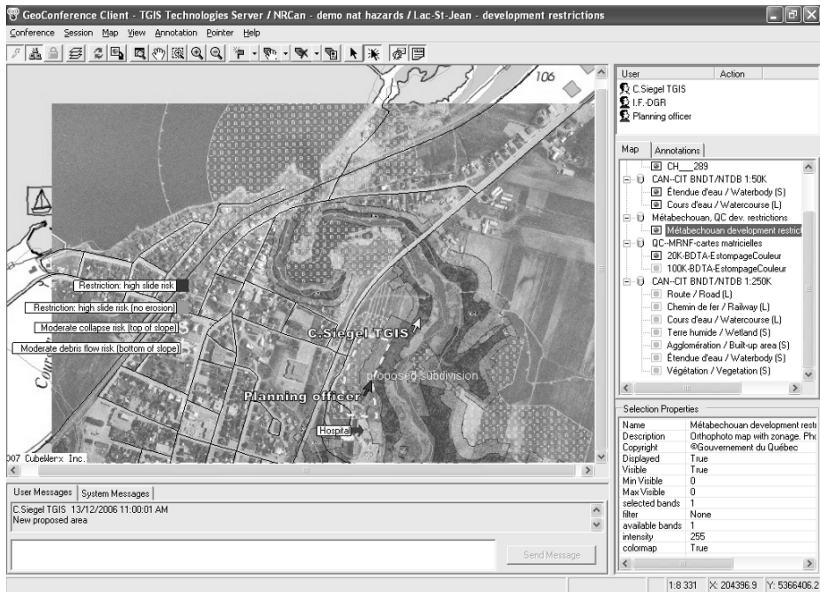 GeoConference Client - TGIS Technologies Server / NRCan - demo nat hazards / Lac-St-Jean - development restrictions
Conference Session Map View Annotation Pointer Help
106
Restriction: high slide risk
Restriction: high slide risk (no erosion)
Moderate collapse risk (top of slope)
Moderate debris flow risk (bottom of slope)
C.Siegel TGIS
proposed subdivision
Planning officer
Hospital
007 CubeWerx Inc.
User Messages System Messages
C.Siegel TGIS 13/12/2006 11:00:01 AM
New proposed area
Send Message
User Action
C.Siegel TGIS
I.F.-DGR
Planning officer
Map Annotations
CH___289
CAN--CIT BNDT/NTDB 1:50K
Étendue d'eau / Waterbody (S)
Cours d'eau / Watercourse (L)
Métabechouan, QC dev. restrictions
Métabechouan development restrict
QC--MRNF-cartes matricielles
20K-BDTA-EstompageCouleur
100K-BDTA-EstompageCouleur
CAN--CIT BNDT/NTDB 1:250K
Route / Road (L)
Chemin de fer / Railway (L)
Cours d'eau / Watercourse (L)
Terre humide / Wetland (S)
Agglomération / Built-up area (S)
Étendue d'eau / Waterbody (S)
Végétation / Vegetation (S)
Selection Properties
Name Métabechouan development restr
Description Orthophoto map with zonage. Pho
Copyright ©Gouvernement du Québec
Displayed True
Visible True
Min Visible 0
Max Visible 0
selected bands 1
filter None
available bands 1
intensity 255
colormap True
1:8 331 X: 204396.9 Y: 5366406.2